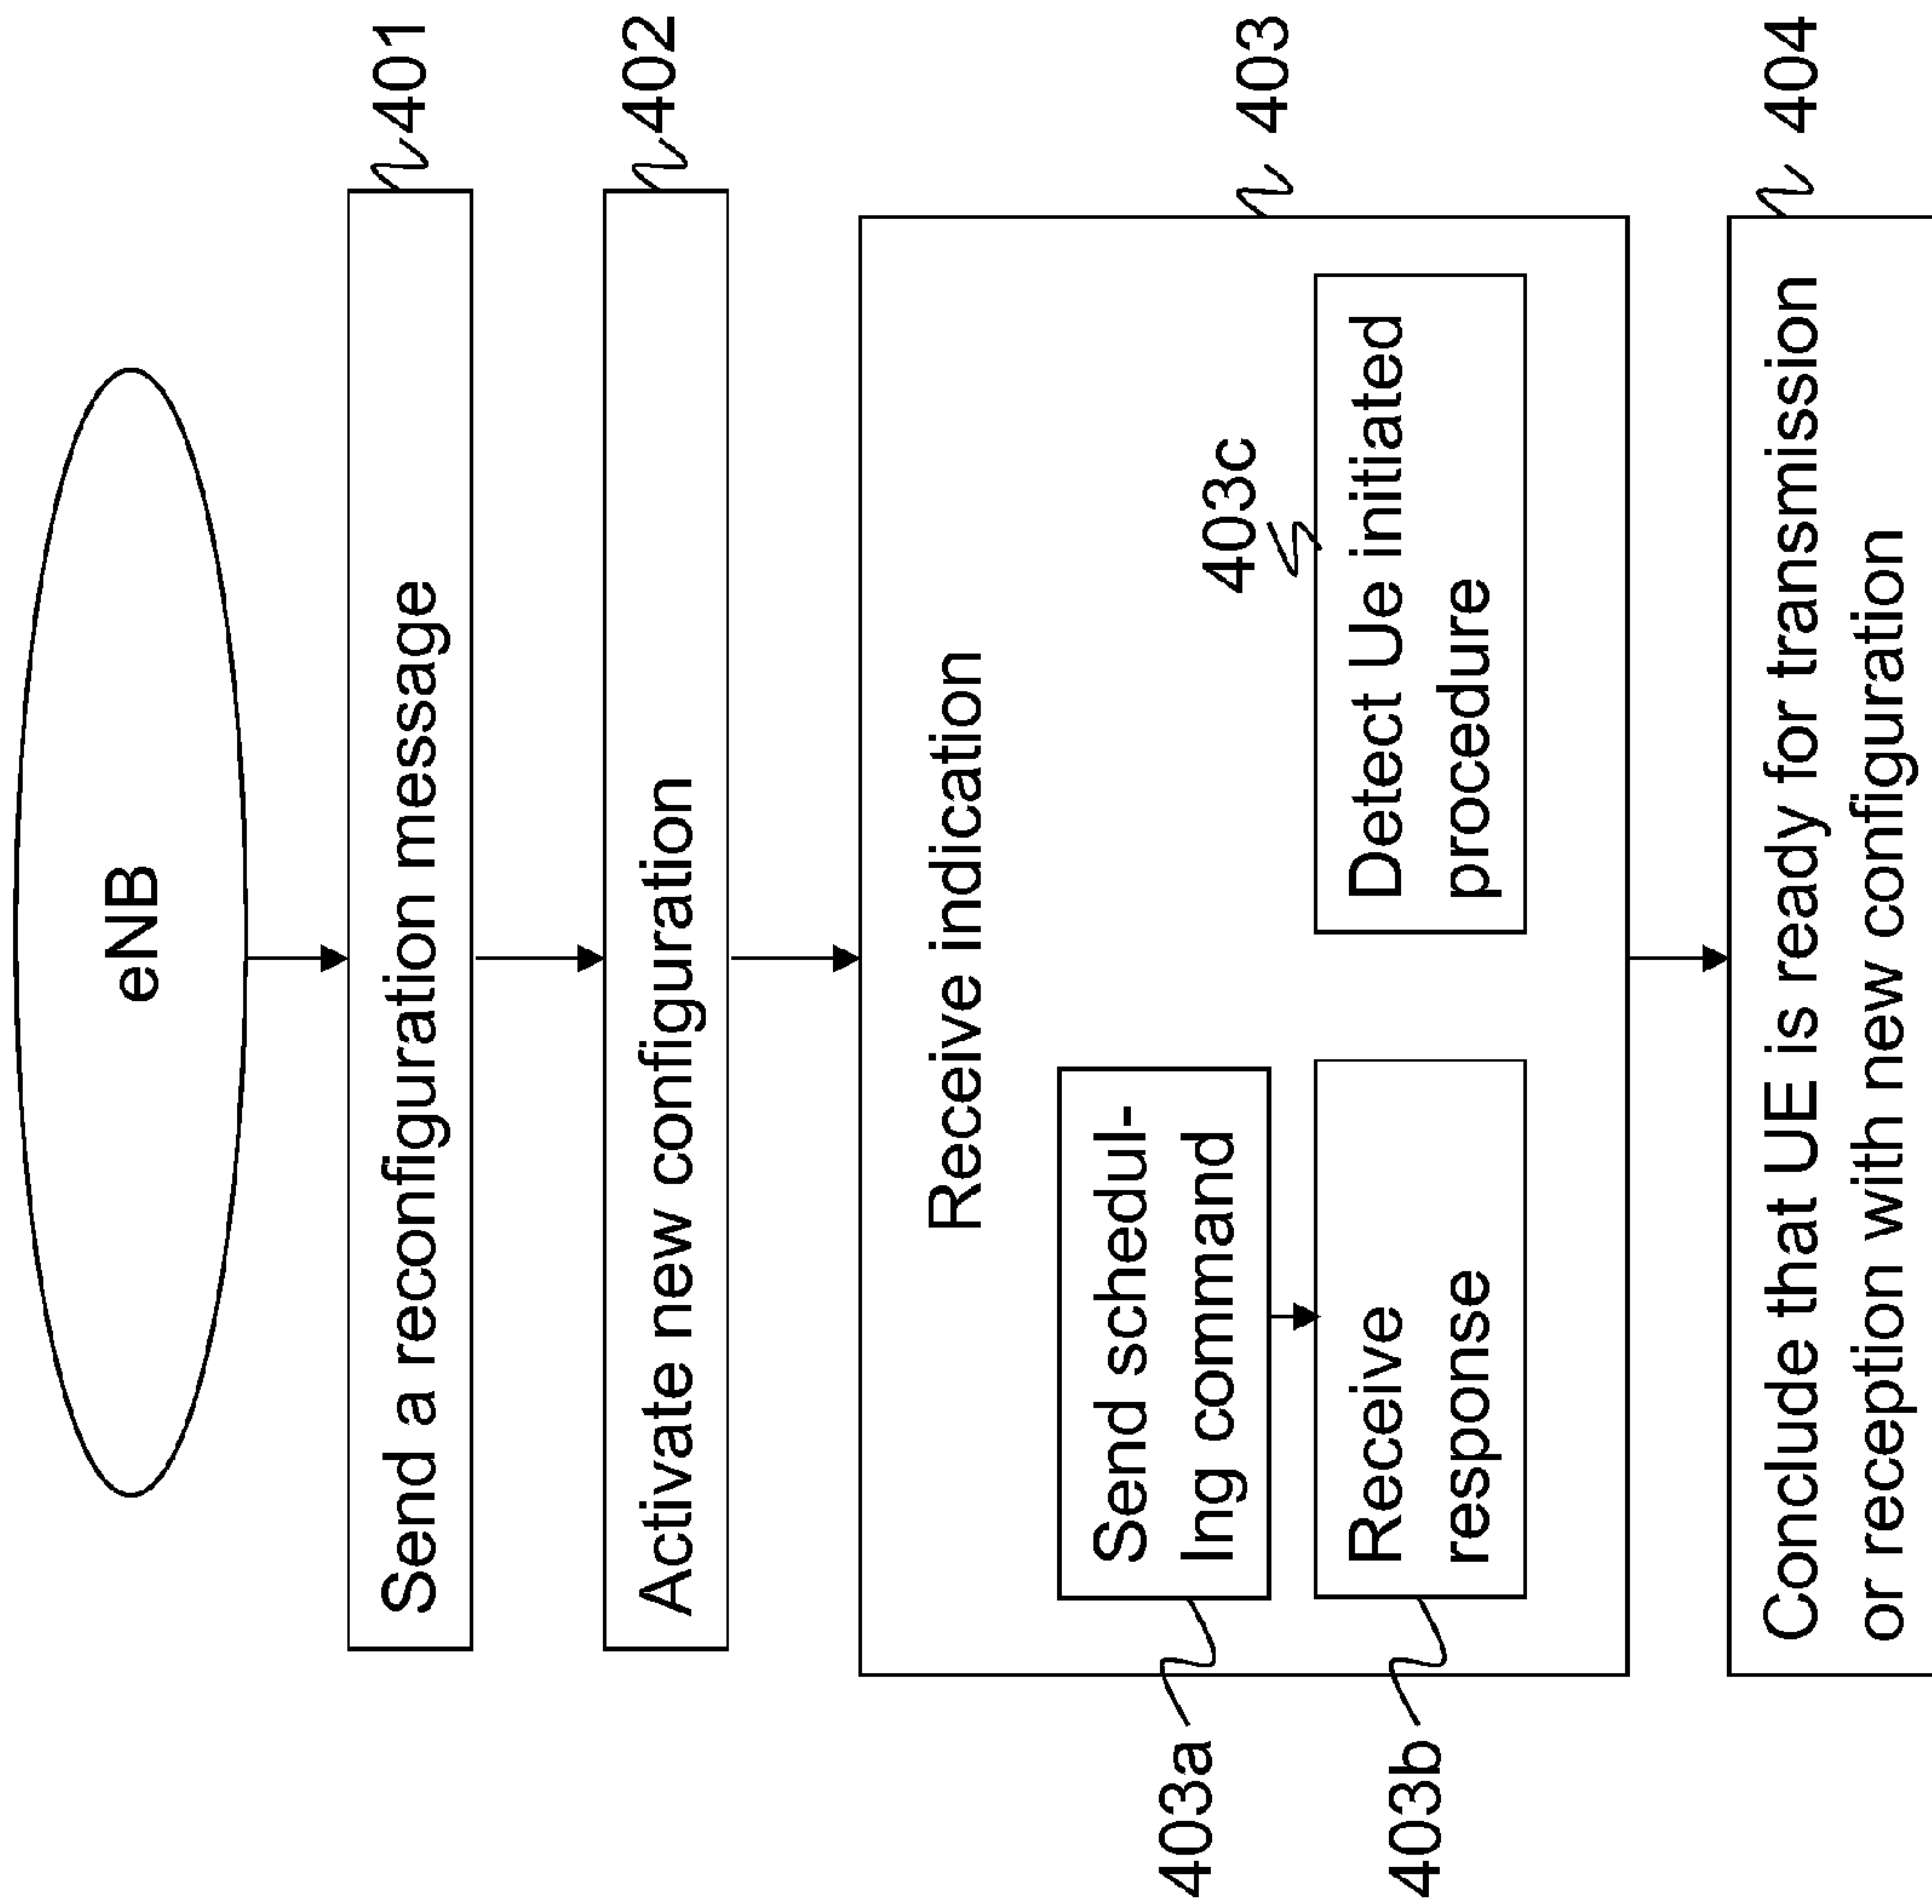 eNB
Send a reconfiguration message
401
Activate new configuration
402
Receive indication
403
403a
Send schedul-
Ing command
403b
Receive
response
403c
Detect Ue initiated
procedure
Conclude that UE is ready for transmission
or reception with new configuration
404